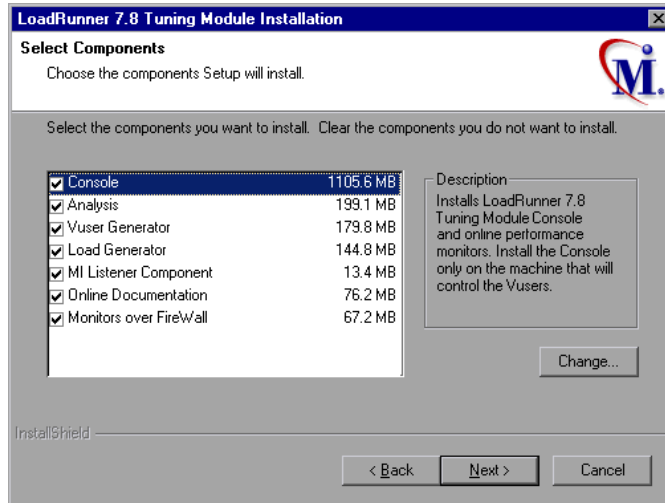 LoadRunner 7.8 Tuning Module Installation
Select Components
Choose the components Setup will install.
M.
Select the components you want to install. Clear the components you do not want to install.
Console 1105.6 MB
Analysis 199.1 MB
Vuser Generator 179.8 MB
Load Generator 144.8 MB
MI Listener Component 13.4 MB
Online Documentation 76.2 MB
Monitors over FireWall 67.2 MB
Description
Installs LoadRunner 7.8
Tuning Module Console
and online performance
monitors. Install the Console
only on the machine that will
control the Vusers.
Change...
InstallShield
< Back
Next >
Cancel